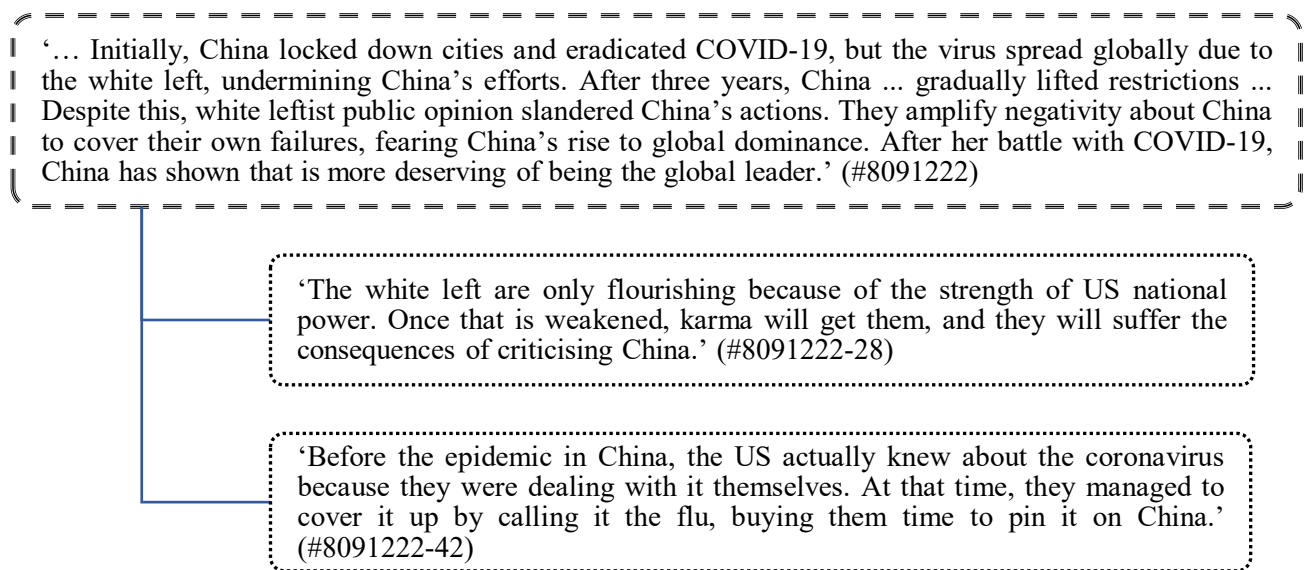 ‘… Initially, China locked down cities and eradicated COVID-19, but the virus spread globally due to
the white left, undermining China’s efforts. After three years, China ... gradually lifted restrictions ...
Despite this, white leftist public opinion slandered China’s actions. They amplify negativity about China
to cover their own failures, fearing China’s rise to global dominance. After her battle with COVID-19,
China has shown that is more deserving of being the global leader.’ (#8091222)
‘The white left are only flourishing because of the strength of US national
power. Once that is weakened, karma will get them, and they will suffer the
consequences of criticising China.’ (#8091222-28)
‘Before the epidemic in China, the US actually knew about the coronavirus
because they were dealing with it themselves. At that time, they managed to
cover it up by calling it the flu, buying them time to pin it on China.’
(#8091222-42)